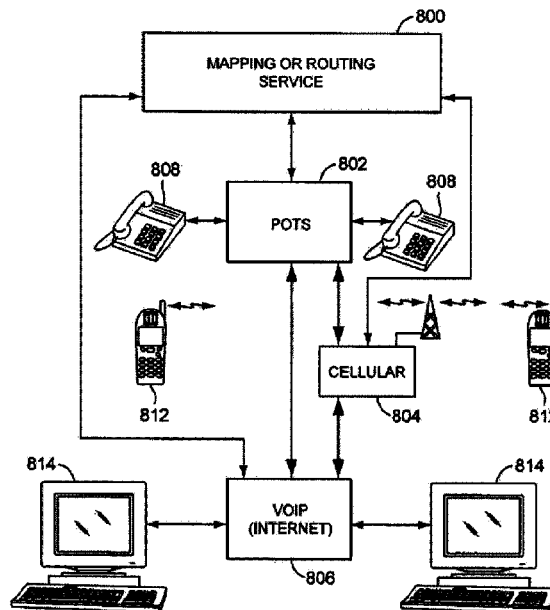 800
MAPPING OR ROUTING
SERVICE
802
808
808
POTS
812
CELLULAR
804
814
814
VOIP
(INTERNET)
806